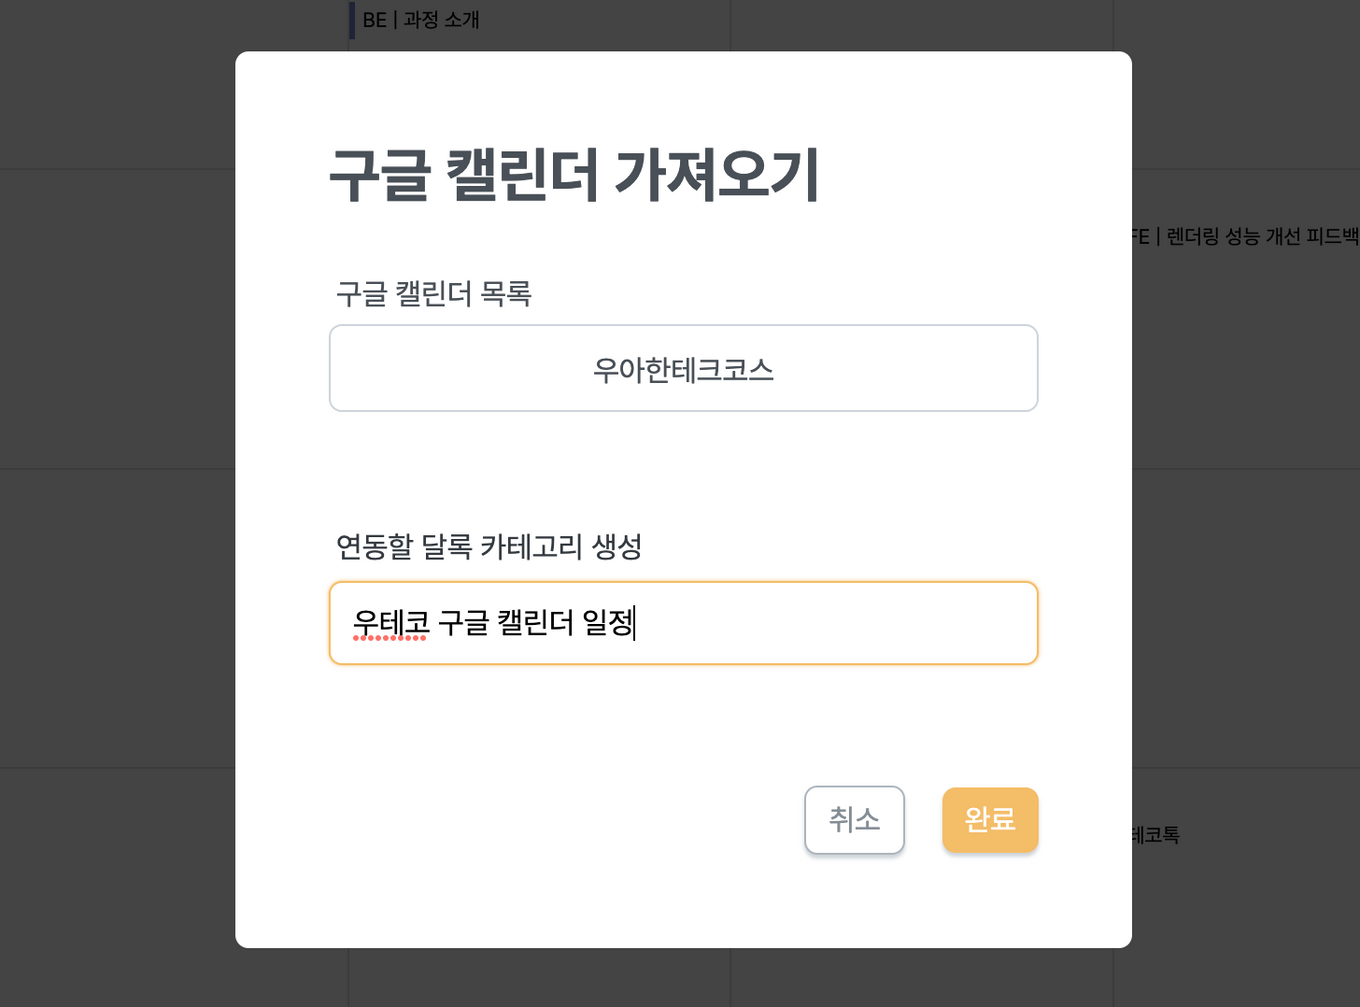 BE | 과정 소개
구글 캘린더 가져오기
FE | 렌더링 성능 개선 피드백
구글 캘린더 목록
우아한테크코스
연동할 달록 카테고리 생성
우테코 구글 캘린더 일정
취소
완료
테코톡